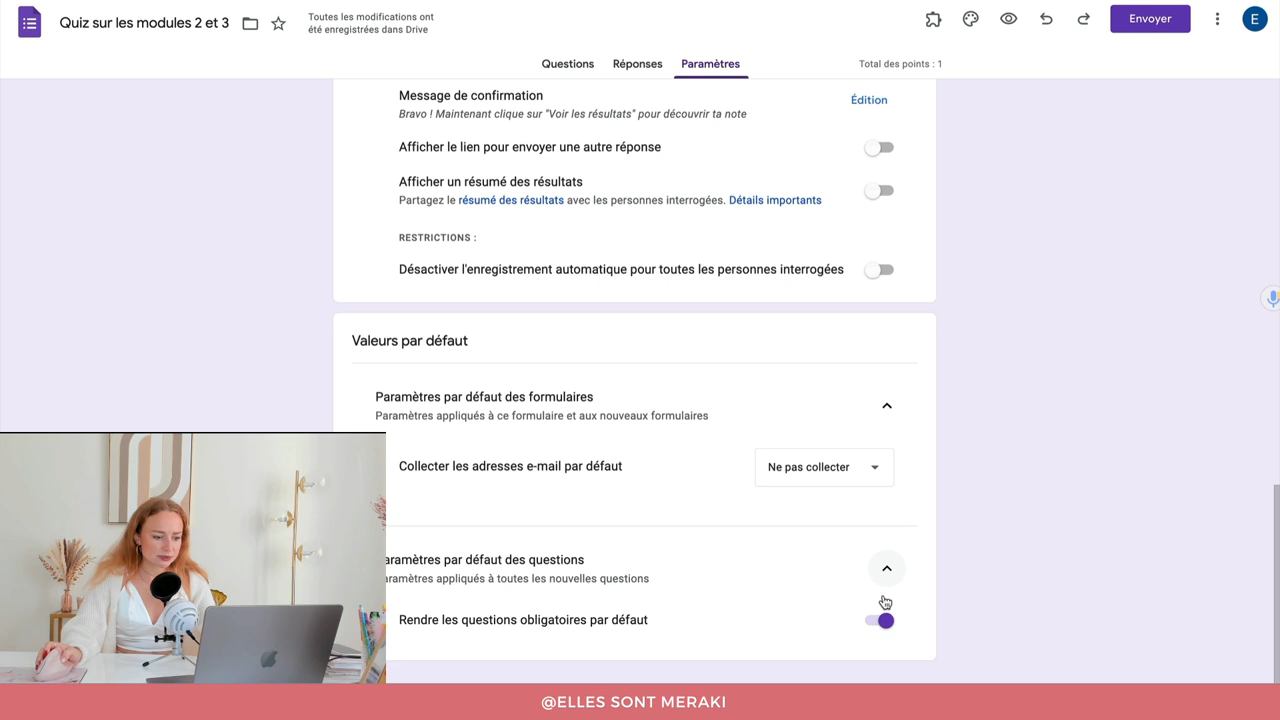 Quiz sur les modules 2 et 3
Toutes les modifications ont
été enregistrées dans Drive
Envoyer
E
Questions
Réponses
Paramètres
Total des points : 1
Message de confirmation
Bravo ! Maintenant clique sur "Voir les résultats" pour découvrir ta note
Édition
Afficher le lien pour envoyer une autre réponse
Afficher un résumé des résultats
Partagez le résumé des résultats avec les personnes interrogées. Détails importants
RESTRICTIONS :
Désactiver l'enregistrement automatique pour toutes les personnes interrogées
Valeurs par défaut
Paramètres par défaut des formulaires
Paramètres appliqués à ce formulaire et aux nouveaux formulaires
Collecter les adresses e-mail par défaut
Ne pas collecter
aramètres par défaut des questions
aramètres appliqués à toutes les nouvelles questions
Rendre les questions obligatoires par défaut
@ELLES SONT MERAKI